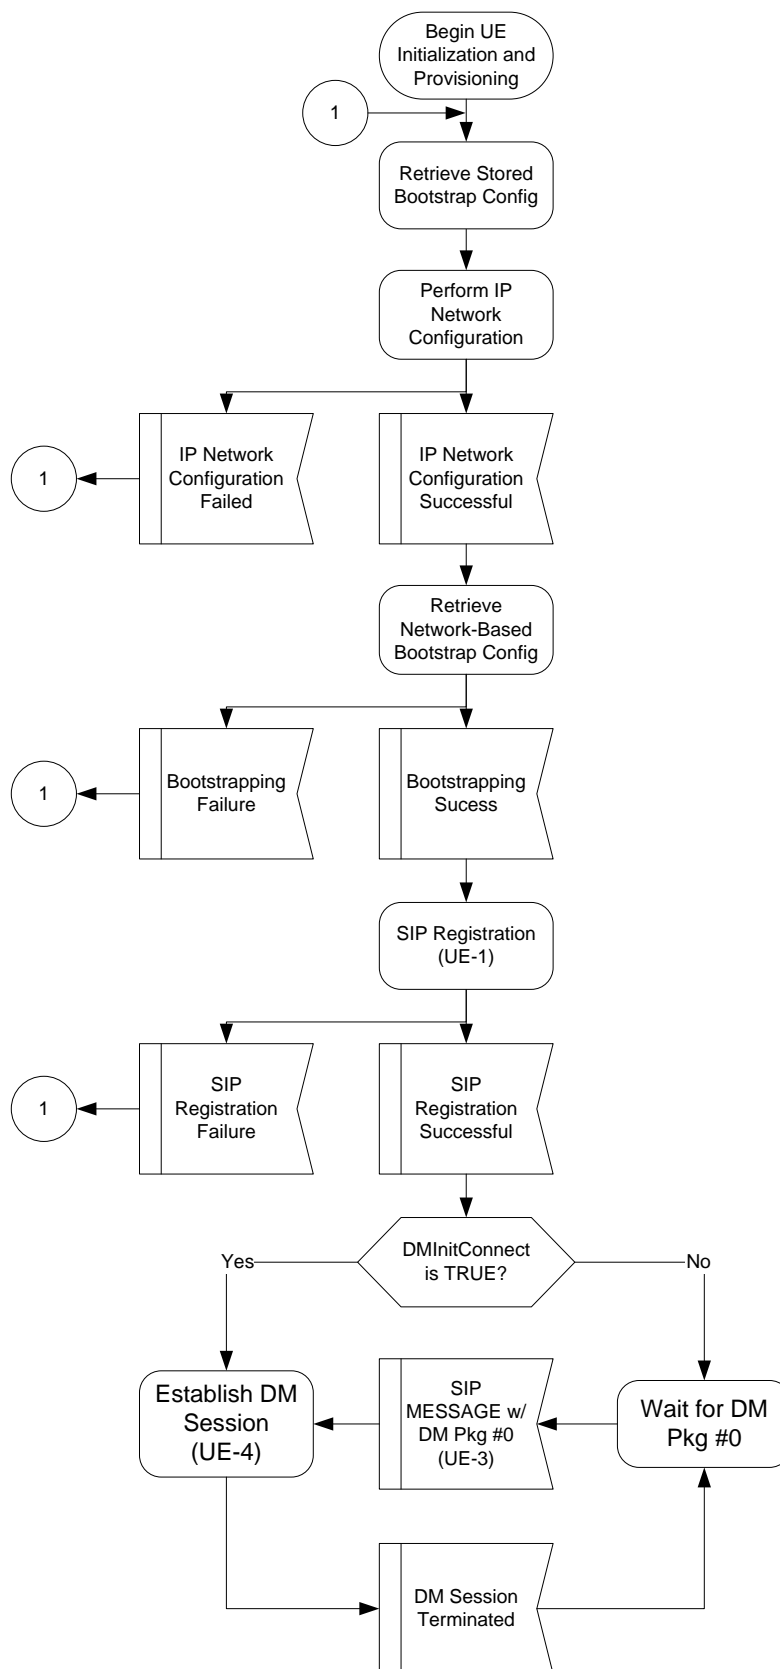 Begin UE
Initialization and
Provisioning
1
Retrieve Stored
Bootstrap Config
Perform IP
Network
Configuration
1
IP Network
Configuration
Failed
IP Network
Configuration
Successful
Retrieve
Network-Based
Bootstrap Config
1
Bootstrapping
Failure
Bootstrapping
Sucess
SIP Registration
(UE-1)
1
SIP
Registration
Failure
SIP
Registration
Successful
DMInitConnect
is TRUE?
Yes
No
Establish DM
Session
(UE-4)
SIP
MESSAGE w/
DM Pkg #0
(UE-3)
Wait for DM
Pkg #0
DM Session
Terminated